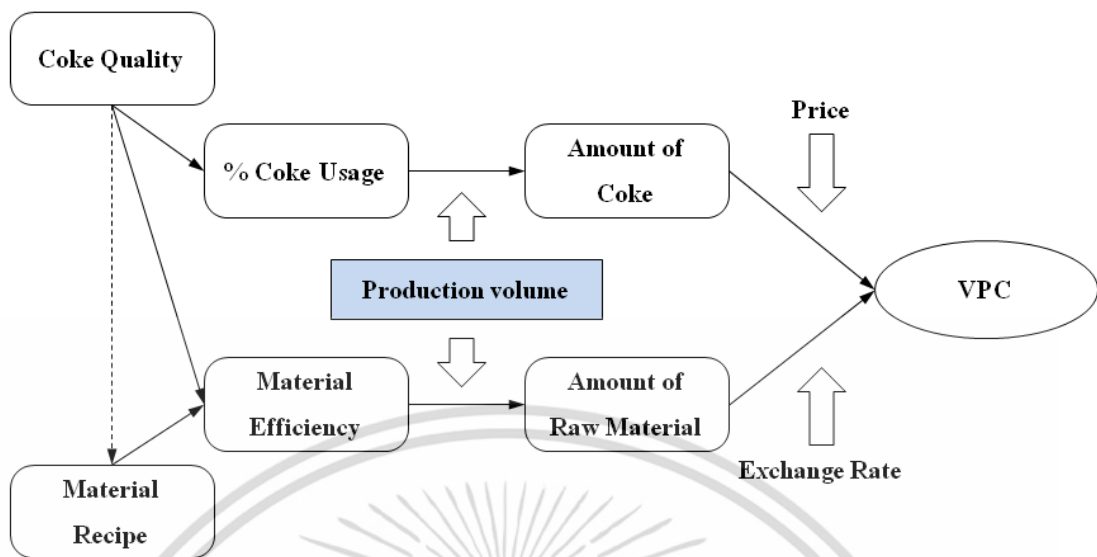 Coke Quality
% Coke Usage
Amount of
Coke
Price
Production volume
VPC
Material
Efficiency
Amount of
Raw Material
Exchange Rate
Material
Recipe